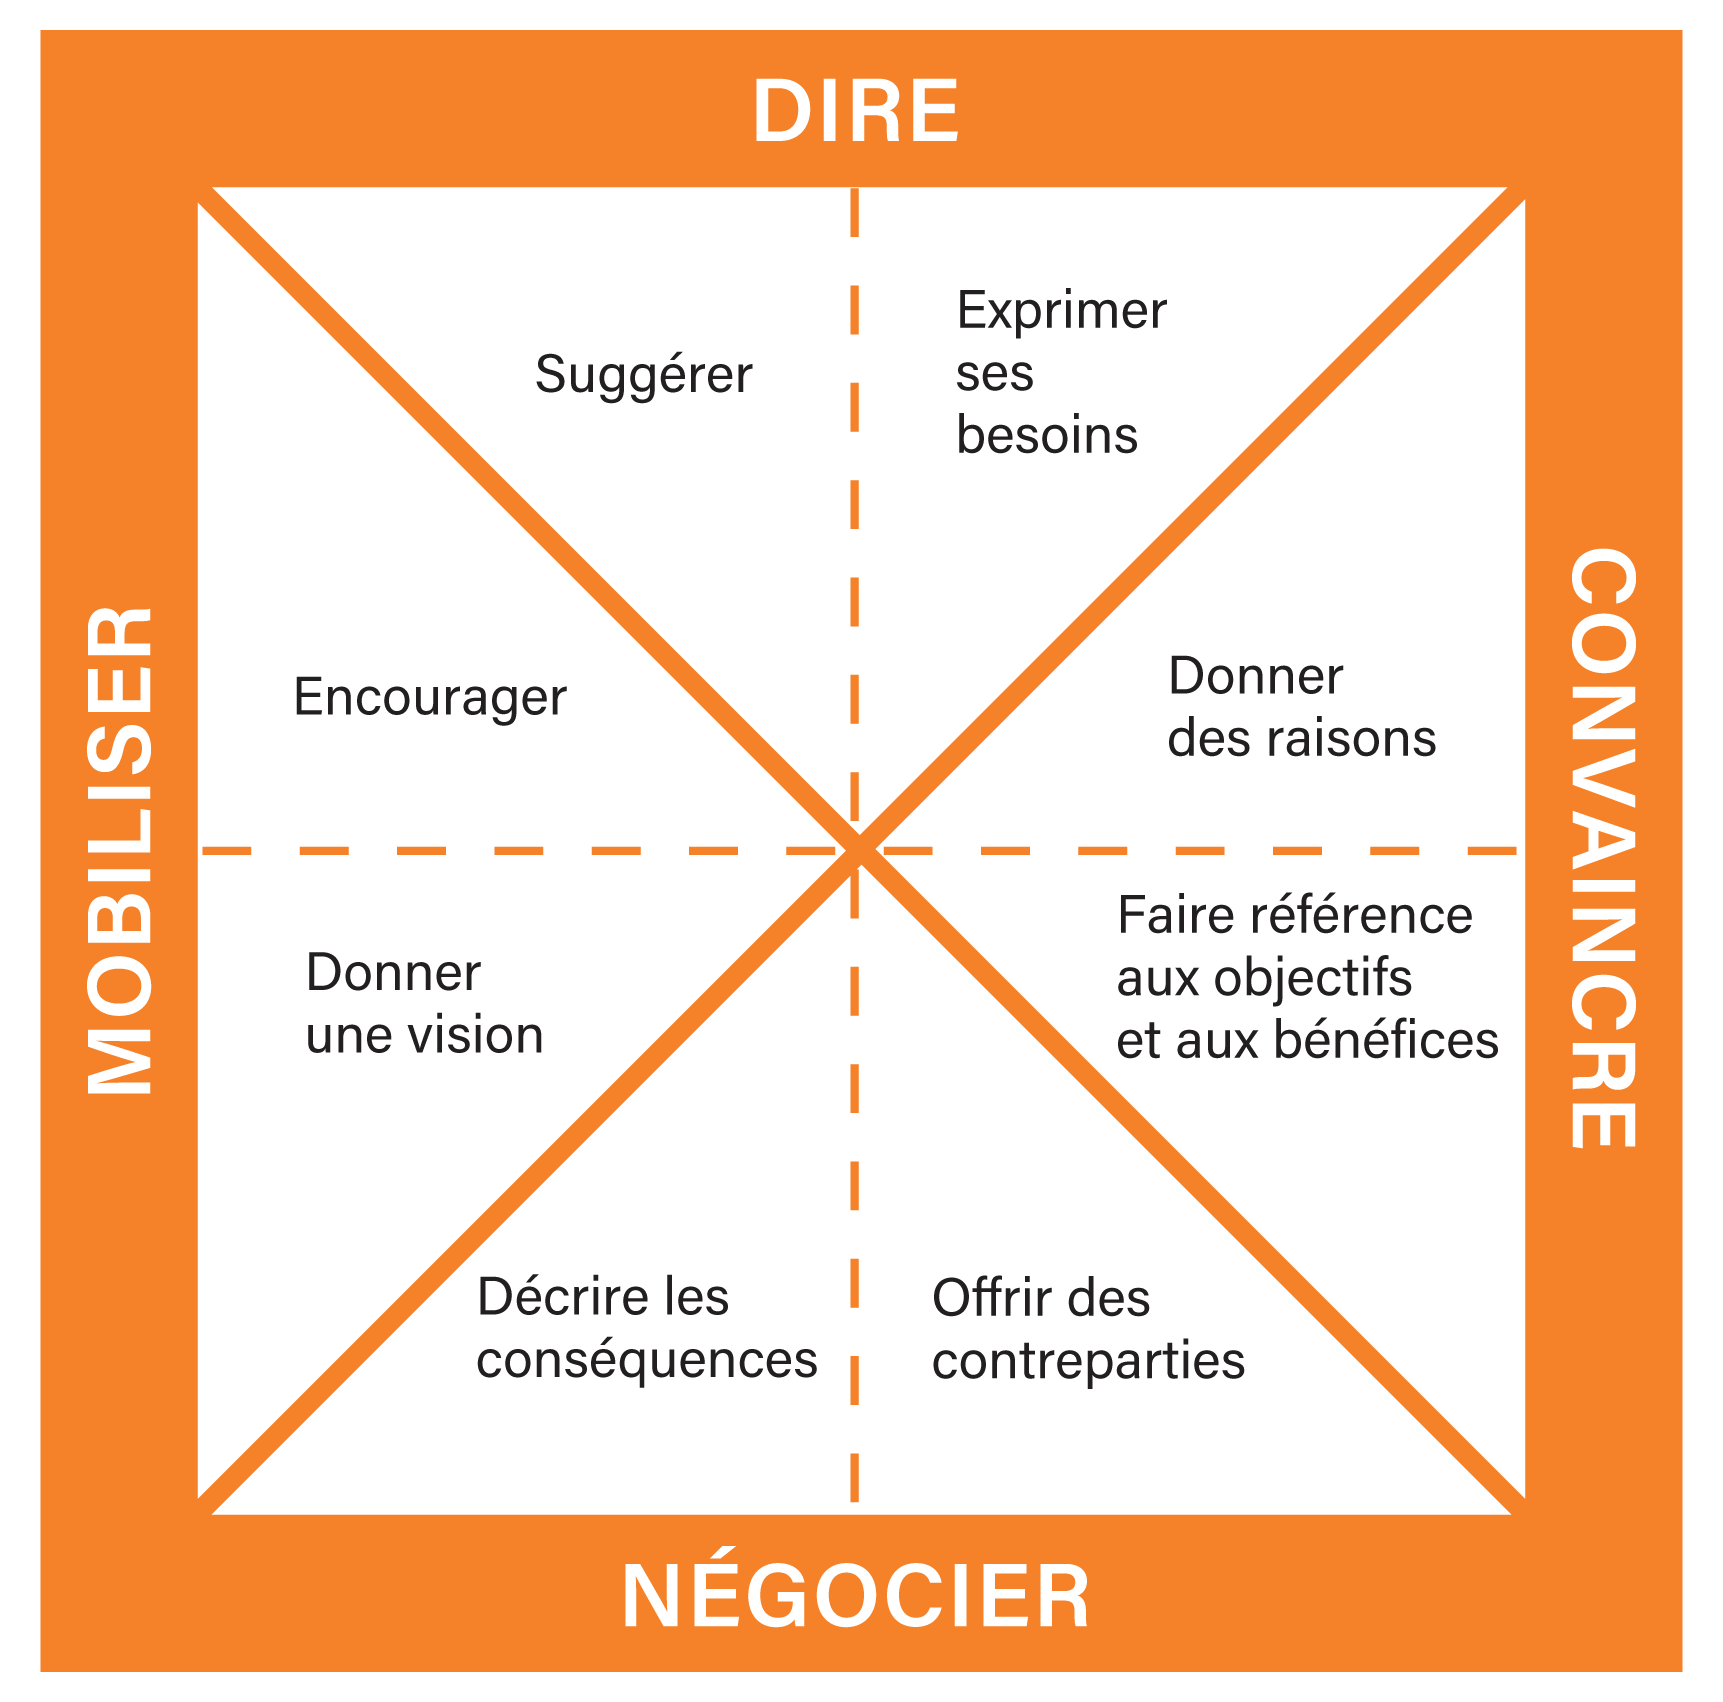 DIRE
Suggérer
Exprimer
ses
besoins
MOBILISER
Encourager
Donner
des raisons
CONVAINCRE
Donner
une vision
Faire référence
aux objectifs
et aux bénéfices
Décrire les
conséquences
Offrir des
contreparties
NÉGOCIER